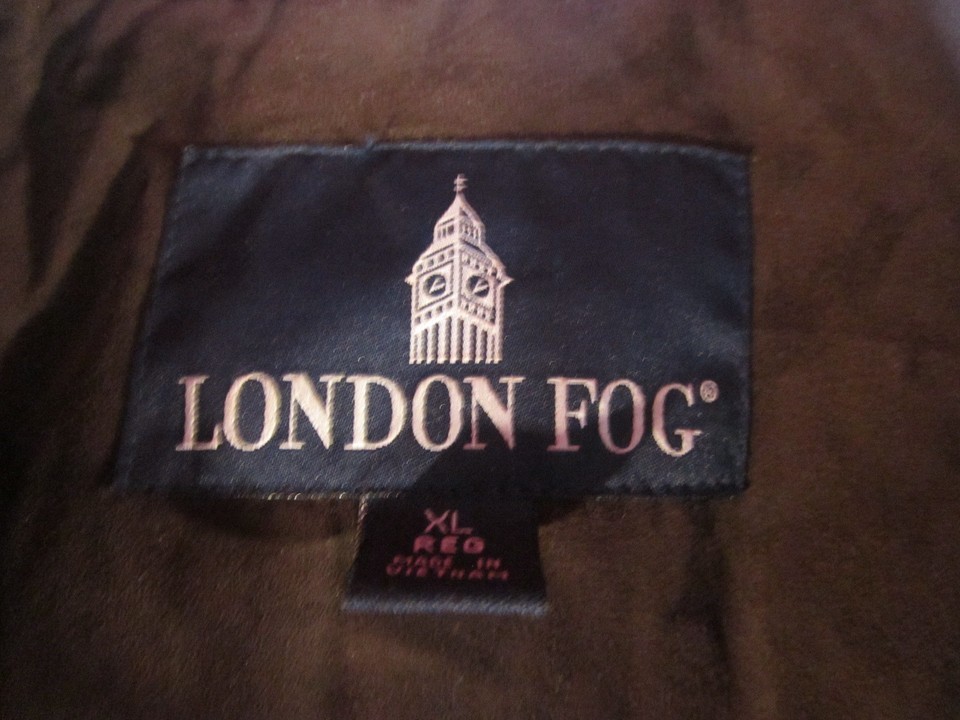 LONDON FOG®
XL
REG
MADE IN
VIETNAM